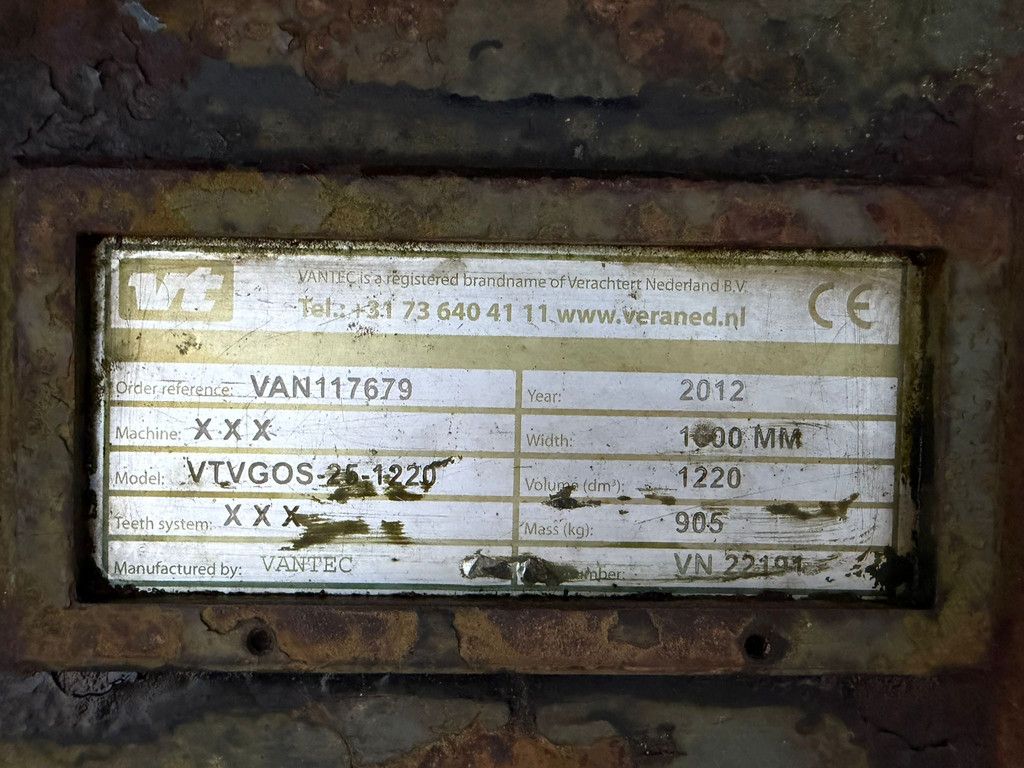 vt
VANTEC is a registered brandname of Verachtert Nederland B.V.
Tel.: +31 73 640 41 11 www.veraned.nl
CE
Order reference: VAN117679
Year: 2012
Machine: X X X
Width: MM
Model: VTVGOS-25-1220
Volume (dm³): 1220
Teeth system: X X X
Mass (kg): 905
Manufactured by: VANTEC
VN 22191